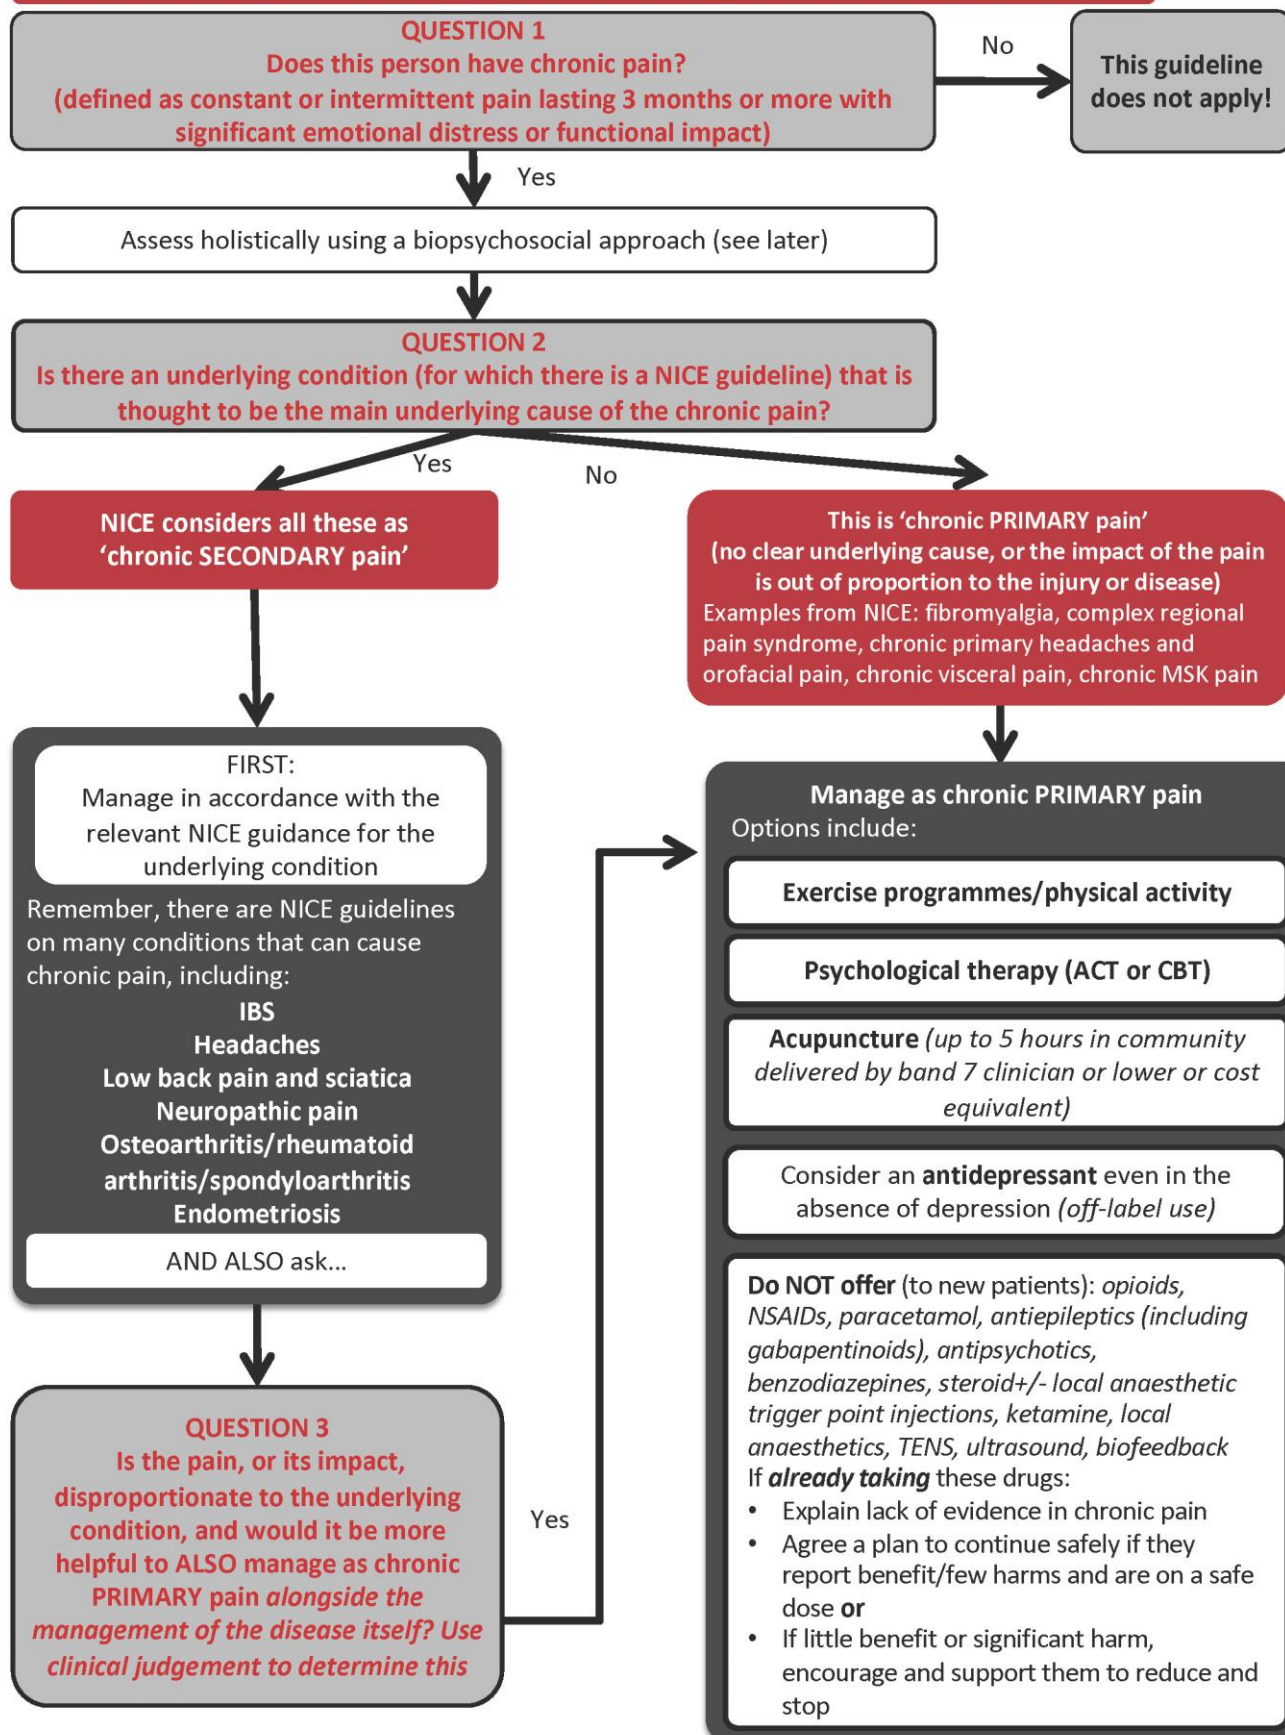 QUESTION 1
Does this person have chronic pain?
(defined as constant or intermittent pain lasting 3 months or more with
significant emotional distress or functional impact)
No
This guideline
does not apply!
Yes
Assess holistically using a biopsychosocial approach (see later)
QUESTION 2
Is there an underlying condition (for which there is a NICE guideline) that is
thought to be the main underlying cause of the chronic pain?
Yes
No
NICE considers all these as
‘chronic SECONDARY pain’
This is ‘chronic PRIMARY pain’
(no clear underlying cause, or the impact of the pain
is out of proportion to the injury or disease)
Examples from NICE: fibromyalgia, complex regional
pain syndrome, chronic primary headaches and
orofacial pain, chronic visceral pain, chronic MSK pain
FIRST:
Manage in accordance with the
relevant NICE guidance for the
underlying condition
Remember, there are NICE guidelines
on many conditions that can cause
chronic pain, including:
IBS
Headaches
Low back pain and sciatica
Neuropathic pain
Osteoarthritis/rheumatoid
arthritis/spondyloarthritis
Endometriosis
AND ALSO ask...
QUESTION 3
Is the pain, or its impact,
disproportionate to the underlying
condition, and would it be more
helpful to ALSO manage as chronic
PRIMARY pain alongside the
management of the disease itself? Use
clinical judgement to determine this
Yes
Manage as chronic PRIMARY pain
Options include:
Exercise programmes/physical activity
Psychological therapy (ACT or CBT)
Acupuncture (up to 5 hours in community
delivered by band 7 clinician or lower or cost
equivalent)
Consider an antidepressant even in the
absence of depression (off-label use)
Do NOT offer (to new patients): opioids,
NSAIDs, paracetamol, antiepileptics (including
gabapentinoids), antipsychotics,
benzodiazepines, steroid+/- local anaesthetic
trigger point injections, ketamine, local
anaesthetics, TENS, ultrasound, biofeedback
If already taking these drugs:
• Explain lack of evidence in chronic pain
• Agree a plan to continue safely if they
report benefit/few harms and are on a safe
dose or
• If little benefit or significant harm,
encourage and support them to reduce and
stop